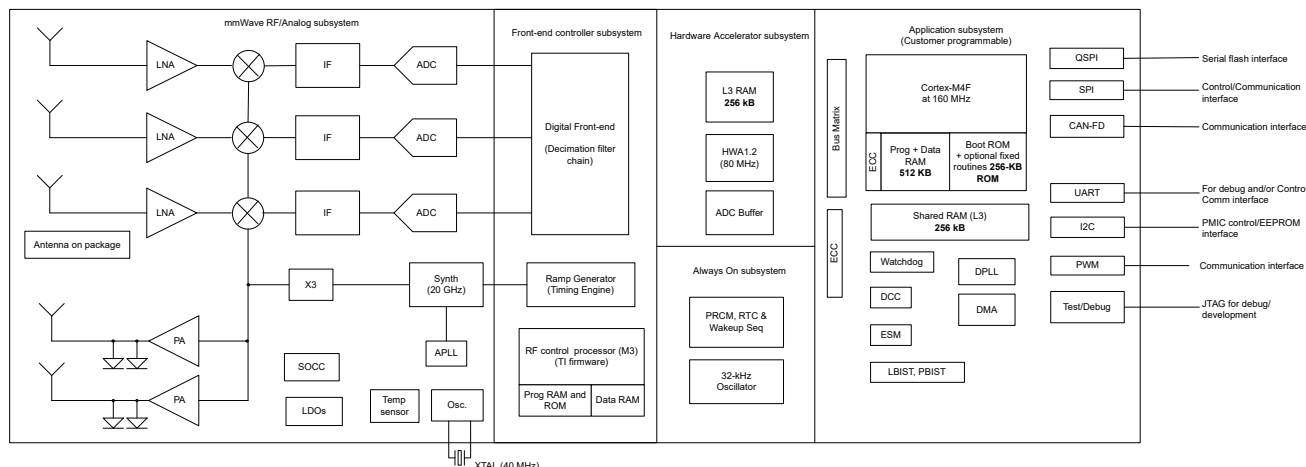 mmWave RF/Analog subsystem
LNA
IF
ADC
LNA
IF
ADC
LNA
IF
ADC
Antenna on package
X3
Synth
(20 GHz)
PA
PA
APLL
SOCC
LDOs
Temp
sensor
Osc.
XTAL (40 MHz)
Front-end controller subsystem
Digital Front-end
(Decimation filter
chain)
Ramp Generator
(Timing Engine)
RF control processor (M3)
(TI firmware)
Prog RAM and
ROM
Data RAM
Hardware Accelerator subsystem
L3 RAM
256 kB
HWA1.2
(80 MHz)
ADC Buffer
Always On subsystem
PRCM, RTC &
Wakeup Seq
32-kHz
Oscillator
Application subsystem
(Customer programmable)
Bus Matrix
Cortex-M4F
at 160 MHz
ECC
Prog + Data
RAM
512 KB
Boot ROM
+ optional fixed
routines 256-KB
ROM
ECC
Shared RAM (L3)
256 kB
Watchdog
DPLL
DCC
DMA
ESM
LBIST, PBIST
QSPI
Serial flash interface
SPI
Control/Communication
interface
CAN-FD
Communication interface
UART
For debug and/or Contro
Comm interface
I2C
PMIC control/EEPROM
interface
PWM
Communication interface
Test/Debug
JTAG for debug/
development